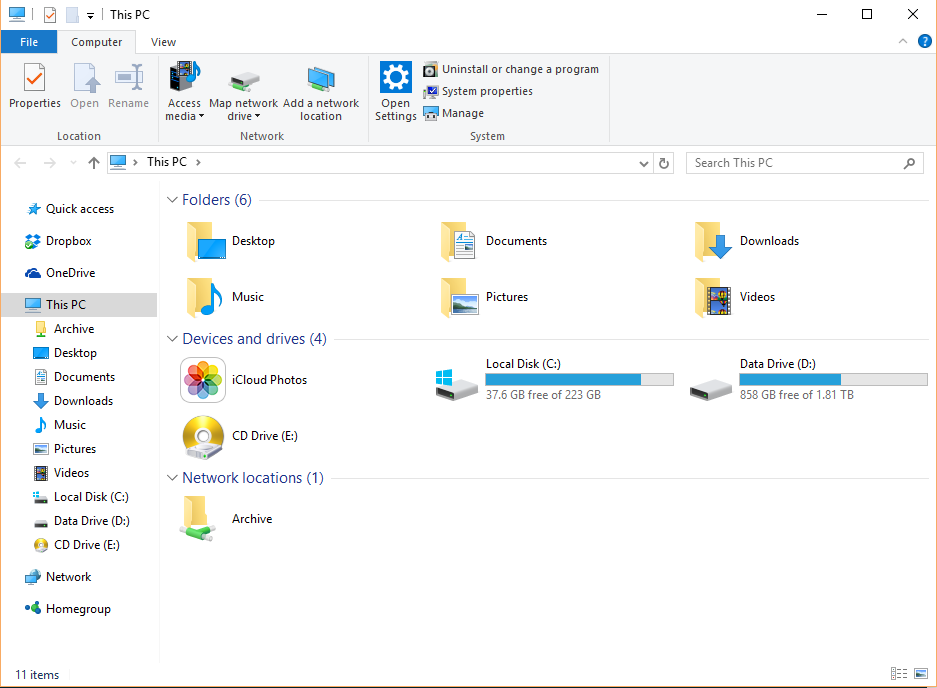 This PC
File Computer View
Properties Open Rename Access media Map network drive Add a network location Open Settings
Uninstall or change a program
System properties
Manage
Location Network System
This PC
Search This PC
Quick access
Dropbox
OneDrive
This PC
Archive
Desktop
Documents
Downloads
Music
Pictures
Videos
Local Disk (C:)
Data Drive (D:)
CD Drive (E:)
Network
Homegroup
Folders (6)
Desktop Documents Downloads
Music Pictures Videos
Devices and drives (4)
iCloud Photos
Local Disk (C:)
37.6 GB free of 223 GB
Data Drive (D:)
858 GB free of 1.81 TB
CD Drive (E:)
Network locations (1)
Archive
11 items